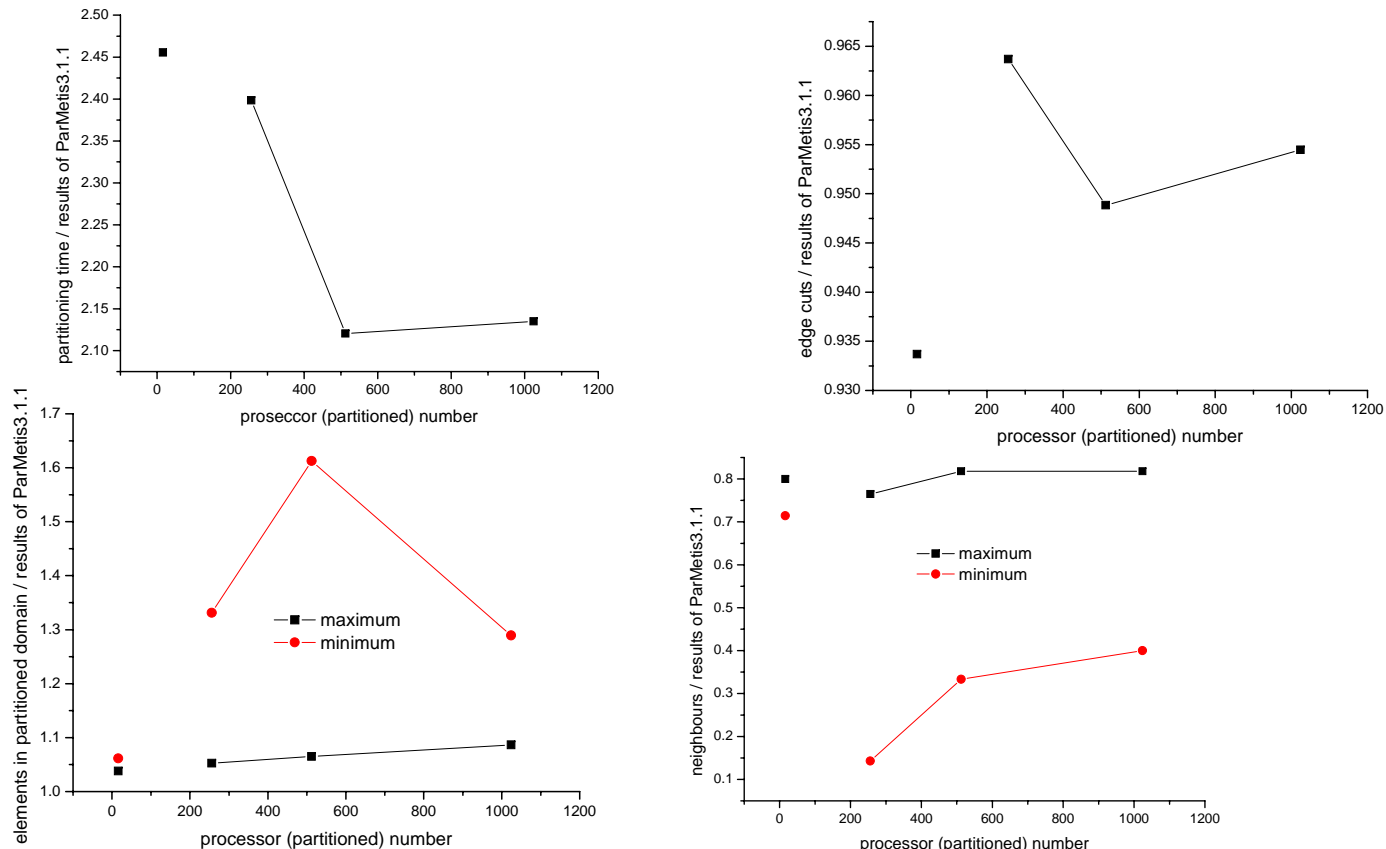 partitioning time / results of ParMetis3.1.1
2.50
2.45
2.40
2.35
2.30
2.25
2.20
2.15
2.10
0 200 400 600 800 1000 1200
proseccor (partitioned) number
edge cuts / results of ParMetis3.1.1
0.965
0.960
0.955
0.950
0.945
0.940
0.935
0.930
0 200 400 600 800 1000 1200
processor (partitioned) number
elements in partitioned domain / results of ParMetis3.1.1
1.7
1.6
1.5
1.4
1.3
1.2
1.1
1.0
maximum
minimum
0 200 400 600 800 1000 1200
processor (partitioned) number
neighbours / results of ParMetis3.1.1
0.8
0.7
0.6
0.5
0.4
0.3
0.2
0.1
maximum
minimum
0 200 400 600 800 1000 1200
processor (partitioned) number